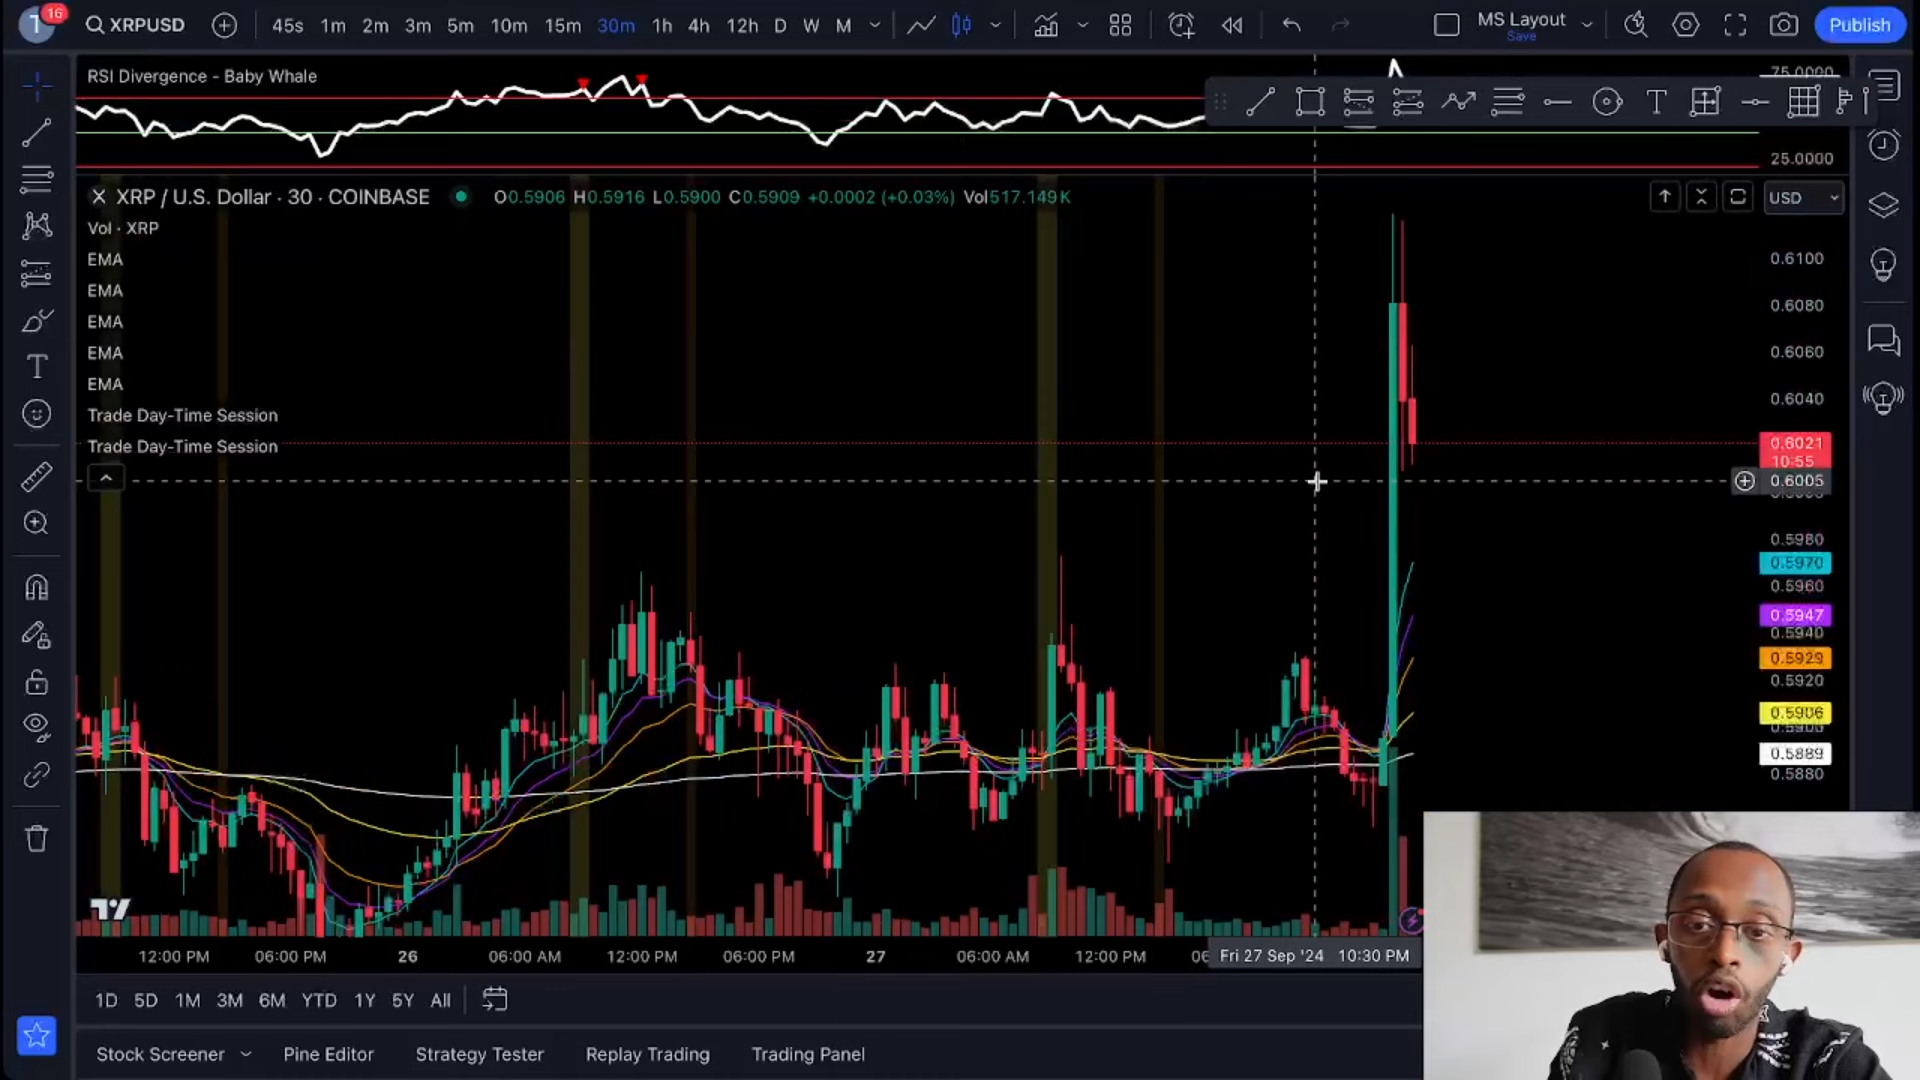 T
16
XRPUSD
45s 1m 2m 3m 5m 10m 15m 30m 1h 4h 12h D W M
MS Layout
Save
Publish
RSI Divergence - Baby Whale
75.0000
25.0000
XRP / U.S. Dollar · 30 · COINBASE
O0.5906 H0.5916 L0.5900 C0.5909 +0.0002 (+0.03%) Vol517.149K
USD
Vol · XRP
EMA
EMA
EMA
EMA
EMA
Trade Day-Time Session
Trade Day-Time Session
0.6100
0.6080
0.6060
0.6040
0.6021
10:55
0.6005
0.5980
0.5970
0.5960
0.5947
0.5940
0.5929
0.5920
0.5906
0.5889
0.5880
12:00 PM 06:00 PM 26 06:00 AM 12:00 PM 06:00 PM 27 06:00 AM 12:00 PM
Fri 27 Sep '24 10:30 PM
1D 5D 1M 3M 6M YTD 1Y 5Y All
Stock Screener Pine Editor Strategy Tester Replay Trading Trading Panel